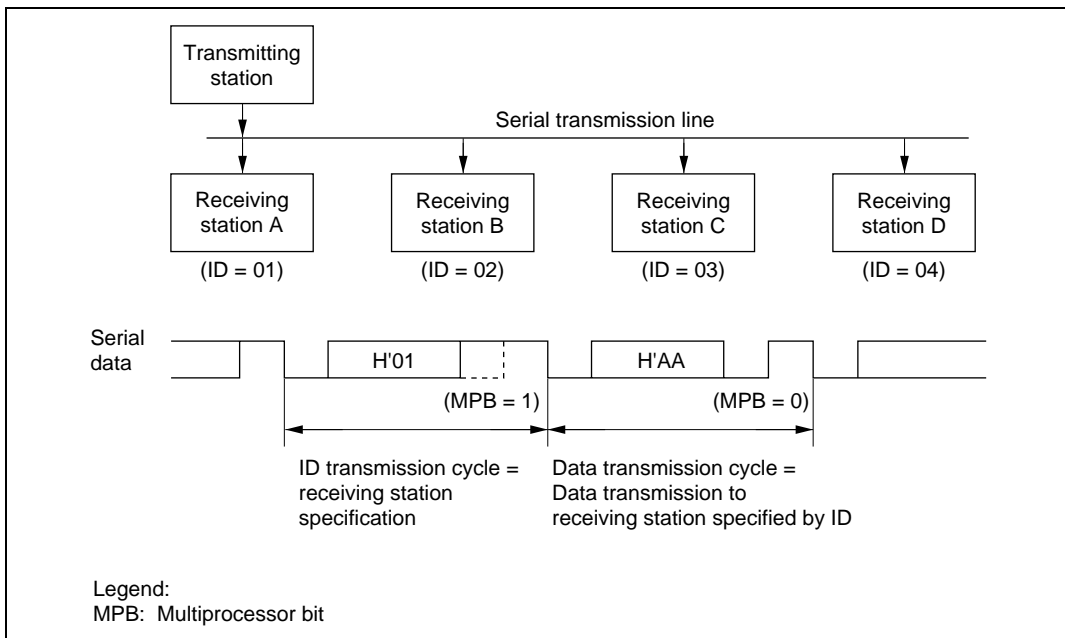 Transmitting
station
Serial transmission line
Receiving
station A
Receiving
station B
Receiving
station C
Receiving
station D
(ID = 01)
(ID = 02)
(ID = 03)
(ID = 04)
Serial
data
H'01
H'AA
(MPB = 1)
(MPB = 0)
ID transmission cycle =
receiving station
specification
Data transmission cycle =
Data transmission to
receiving station specified by ID
Legend:
MPB: Multiprocessor bit